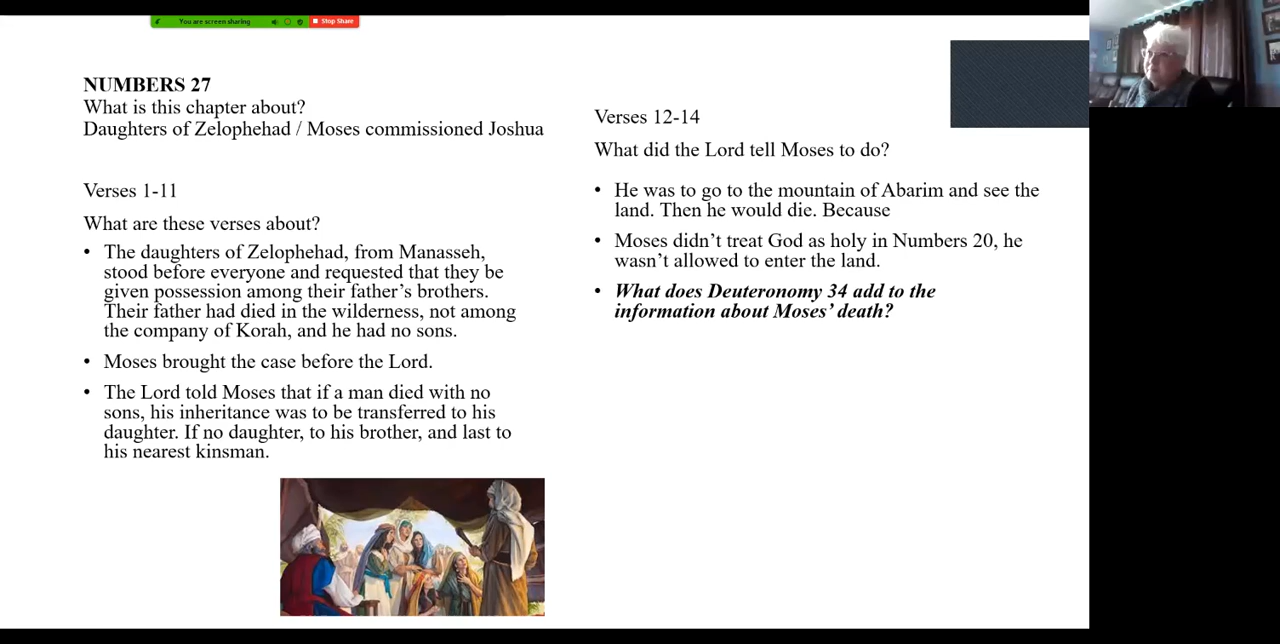 You are screen sharing
Stop Share
NUMBERS 27
What is this chapter about?
Daughters of Zelophehad / Moses commissioned Joshua
Verses 1-11
What are these verses about?
• The daughters of Zelophehad, from Manasseh,
stood before everyone and requested that they be
given possession among their father’s brothers.
Their father had died in the wilderness, not among
the company of Korah, and he had no sons.
• Moses brought the case before the Lord.
• The Lord told Moses that if a man died with no
sons, his inheritance was to be transferred to his
daughter. If no daughter, to his brother, and last to
his nearest kinsman.
Verses 12-14
What did the Lord tell Moses to do?
• He was to go to the mountain of Abarim and see the
land. Then he would die. Because
• Moses didn’t treat God as holy in Numbers 20, he
wasn’t allowed to enter the land.
• What does Deuteronomy 34 add to the
information about Moses’ death?